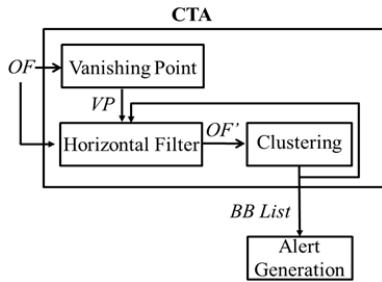 CTA
OF
Vanishing Point
VP
Horizontal Filter
OF'
Clustering
BB List
Alert
Generation